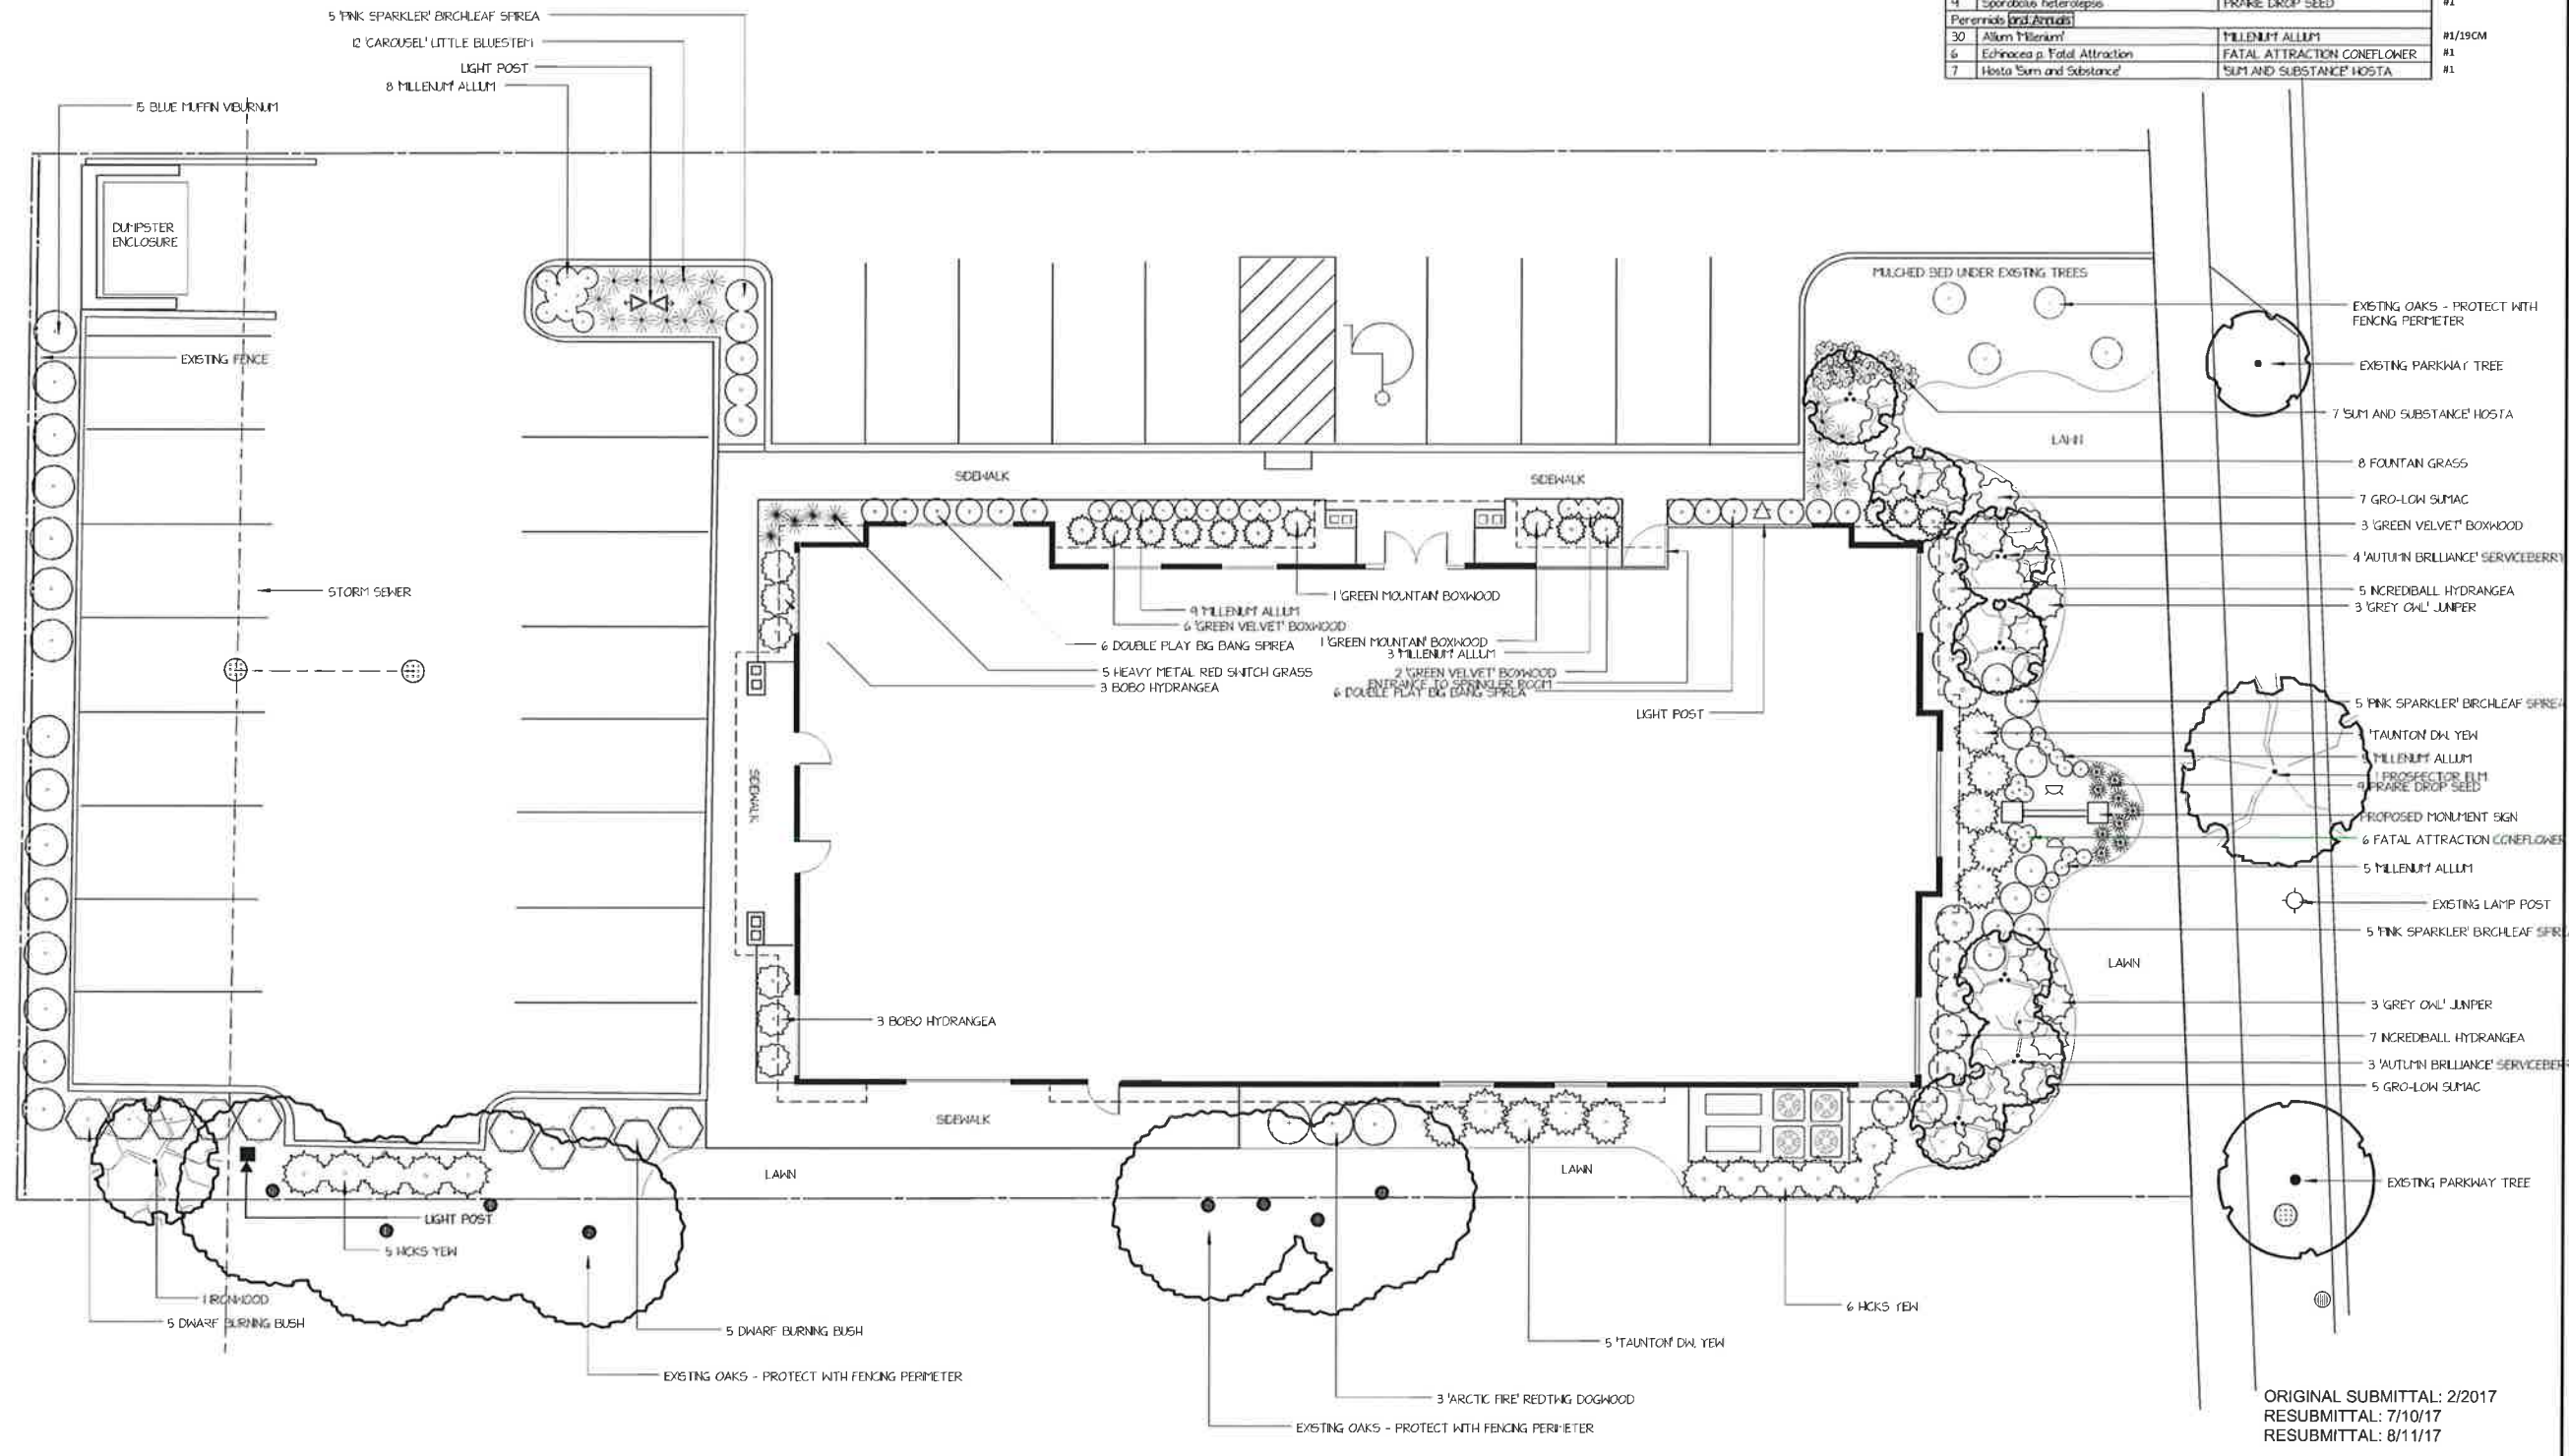 9 Sporobolus heterolepsis PRAIRIE DROP SEED #1
Perennials and Annuals
30 Allium 'Millenium' 'MILLENIUM' ALLIUM #1/19CM
6 Echinacea p. 'Fatal Attraction FATAL ATTRACTION CONEFLOWER #1
7 Hosta 'Sum and Substance' 'SUM AND SUBSTANCE' HOSTA #1
5 'PINK SPARKLER' BIRCHLEAF SPIREA
12 'CAROUSEL' LITTLE BLUESTEM
LIGHT POST
8 'MILLENIUM' ALLIUM
15 BLUE MUFFIN VIBURNUM
DUMPSTER
ENCLOSURE
EXISTING FENCE
STORM SEWER
MULCHED BED UNDER EXISTING TREES
EXISTING OAKS - PROTECT WITH
FENCING PERIMETER
EXISTING PARKWAY TREE
7 'SUM AND SUBSTANCE' HOSTA
LAWN
8 FOUNTAIN GRASS
7 GRO-LOW SUMAC
3 'GREEN VELVET' BOXWOOD
4 'AUTUMN BRILLIANCE' SERVICEBERRY
5 INCREDIBALL HYDRANGEA
3 'GREY OWL' JUNIPER
SIDEWALK
SIDEWALK
1 'GREEN MOUNTAIN' BOXWOOD
9 'MILLENIUM' ALLIUM
6 'GREEN VELVET' BOXWOOD
6 DOUBLE PLAY BIG BANG SPIREA
5 HEAVY METAL RED SWITCH GRASS
3 BOBO HYDRANGEA
1 'GREEN MOUNTAIN' BOXWOOD
3 'MILLENIUM' ALLIUM
2 'GREEN VELVET' BOXWOOD
ENTRANCE TO SPRINKLER ROOM
6 DOUBLE PLAY BIG BANG SPIREA
LIGHT POST
SIDEWALK
5 'PINK SPARKLER' BIRCHLEAF SPIREA
'TAUNTON' DW. YEW
5 'MILLENIUM' ALLIUM
1 PROSPECTOR ELM
9 PRAIRIE DROP SEED
PROPOSED MONUMENT SIGN
6 FATAL ATTRACTION CONEFLOWER
5 'MILLENIUM' ALLIUM
EXISTING LAMP POST
5 'PINK SPARKLER' BIRCHLEAF
LAWN
3 'GREY OWL' JUNIPER
7 INCREDIBALL HYDRANGEA
3 'AUTUMN BRILLIANCE'
5 GRO-LOW SUMAC
3 BOBO HYDRANGEA
SIDEWALK
LAWN
LAWN
EXISTING PARKWAY TREE
LIGHT POST
5 HICKS YEW
1 IRONWOOD
5 DWARF BURNING BUSH
5 DWARF BURNING BUSH
EXISTING OAKS - PROTECT WITH FENCING PERIMETER
6 HICKS YEW
5 'TAUNTON' DW. YEW
3 'ARCTIC FIRE' REDTWIG DOGWOOD
EXISTING OAKS - PROTECT WITH FENCING PERIMETER
ORIGINAL SUBMITTAL: 2/2017
RESUBMITTAL: 7/10/17
RESUBMITTAL: 8/11/17